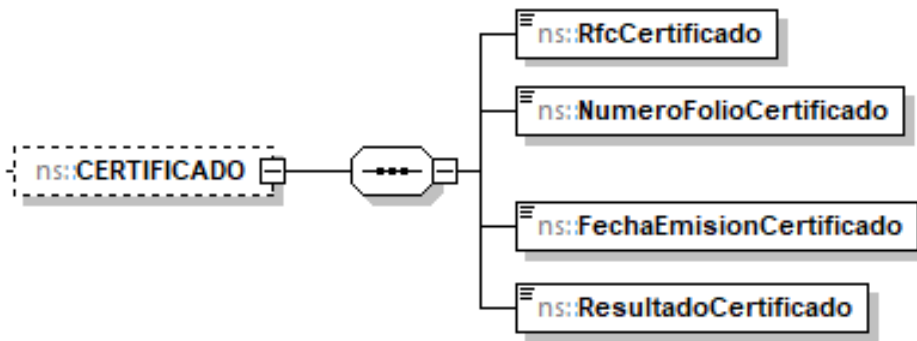 ns::RfcCertificado
ns::NumeroFolioCertificado
ns::CERTIFICADO
ns::FechaEmisionCertificado
ns::ResultadoCertificado